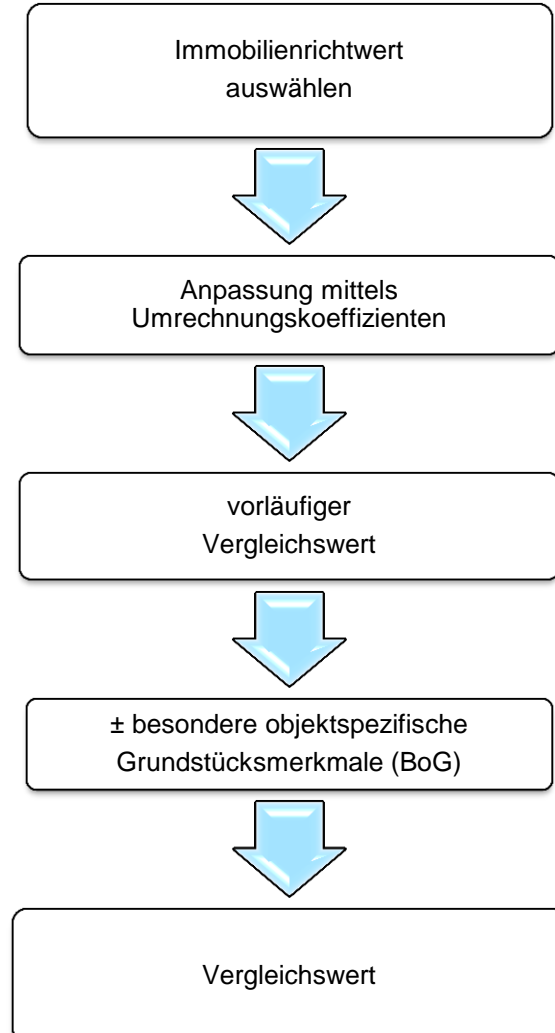 Immobilienrichtwert
auswählen
Anpassung mittels
Umrechnungskoeffizienten
vorläufiger
Vergleichswert
± besondere objektspezifische
Grundstücksmerkmale (BoG)
Vergleichswert